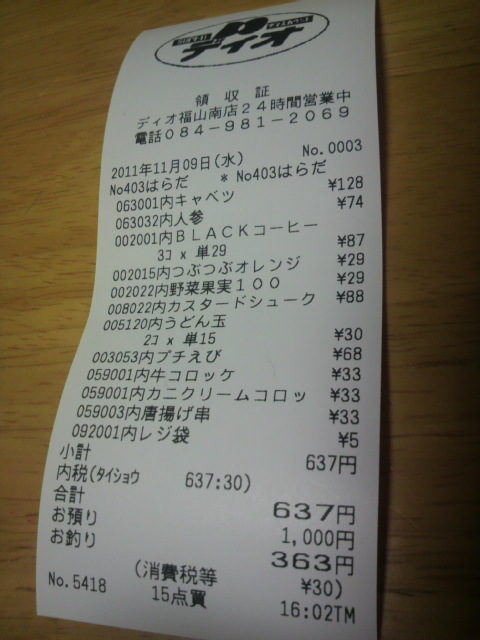 ディオ
領収証
ディオ福山南店24時間営業中
電話084-981-2069
2011年11月09日(水) No.0003
No403はらだ *No403はらだ
063001内キャベツ ¥128
063032内人参 ¥74
002001内BLACKコーヒー
3コ x 単29 ¥87
002015内つぶつぶオレンジ ¥29
002022内野菜果実100 ¥29
008022内カスタードシューク ¥88
005120内うどん玉
2コ x 単15 ¥30
003053内プチえび ¥68
059001内牛コロッケ ¥33
059001内カニクリームコロッ ¥33
059003内唐揚げ串 ¥33
092001内レジ袋 ¥5
小計 637円
内税(タイショウ 637:30)
合計 637円
お預り 1,000円
お釣り 363円
(消費税等 ¥30)
No.5418 15点買 16:02TM